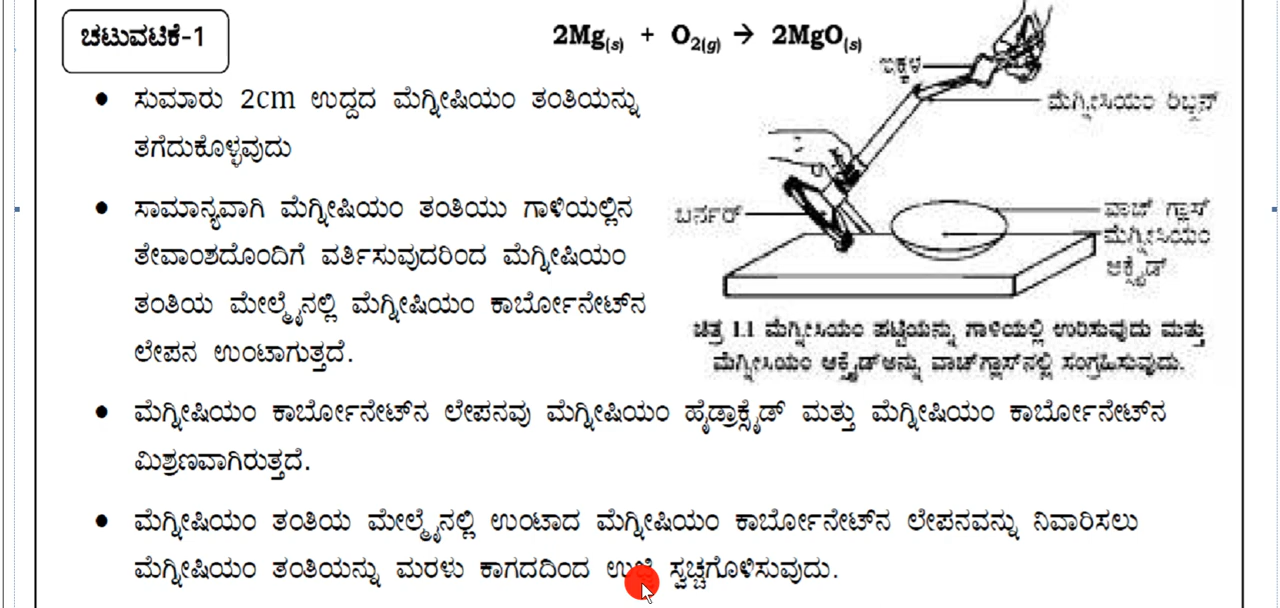 ಚಟುವಟಿಕೆ-1
2Mg(s) + O2(g) → 2MgO(s)
ಇಕ್ಕಳ
ಮೆಗ್ನೀಸಿಯಂ ರಿಬ್ಬನ್
ಬರ್ನರ್
ವಾಚ್ ಗ್ಲಾಸ್
ಮೆಗ್ನೀಸಿಯಂ
ಆಕ್ಸೈಡ್
ಚಿತ್ರ 1.1 ಮೆಗ್ನೀಸಿಯಂ ಪಟ್ಟಿಯನ್ನು ಗಾಳಿಯಲ್ಲಿ ಉರಿಸುವುದು ಮತ್ತು
ಮೆಗ್ನೀಸಿಯಂ ಆಕ್ಸೈಡ್‌ಅನ್ನು ವಾಚ್‌ಗ್ಲಾಸ್‌ನಲ್ಲಿ ಸಂಗ್ರಹಿಸುವುದು.
● ಸುಮಾರು 2cm ಉದ್ದದ ಮೆಗ್ನೀಷಿಯಂ ತಂತಿಯನ್ನು
ತೆಗೆದುಕೊಳ್ಳವುದು
● ಸಾಮಾನ್ಯವಾಗಿ ಮೆಗ್ನೀಷಿಯಂ ತಂತಿಯು ಗಾಳಿಯಲ್ಲಿನ
ತೇವಾಂಶದೊಂದಿಗೆ ವರ್ತಿಸುವುದರಿಂದ ಮೆಗ್ನೀಷಿಯಂ
ತಂತಿಯ ಮೇಲ್ಮೈನಲ್ಲಿ ಮೆಗ್ನೀಷಿಯಂ ಕಾರ್ಬೋನೇಟ್‌ನ
ಲೇಪನ ಉಂಟಾಗುತ್ತದೆ.
● ಮೆಗ್ನೀಷಿಯಂ ಕಾರ್ಬೋನೇಟ್‌ನ ಲೇಪನವು ಮೆಗ್ನೀಷಿಯಂ ಹೈಡ್ರಾಕ್ಸೈಡ್ ಮತ್ತು ಮೆಗ್ನೀಷಿಯಂ ಕಾರ್ಬೋನೇಟ್‌ನ
ಮಿಶ್ರಣವಾಗಿರುತ್ತದೆ.
● ಮೆಗ್ನೀಷಿಯಂ ತಂತಿಯ ಮೇಲ್ಮೈನಲ್ಲಿ ಉಂಟಾದ ಮೆಗ್ನೀಷಿಯಂ ಕಾರ್ಬೋನೇಟ್‌ನ ಲೇಪನವನ್ನು ನಿವಾರಿಸಲು
ಮೆಗ್ನೀಷಿಯಂ ತಂತಿಯನ್ನು ಮರಳು ಕಾಗದದಿಂದ ಸ್ವಚ್ಚಗೊಳಿಸುವುದು.